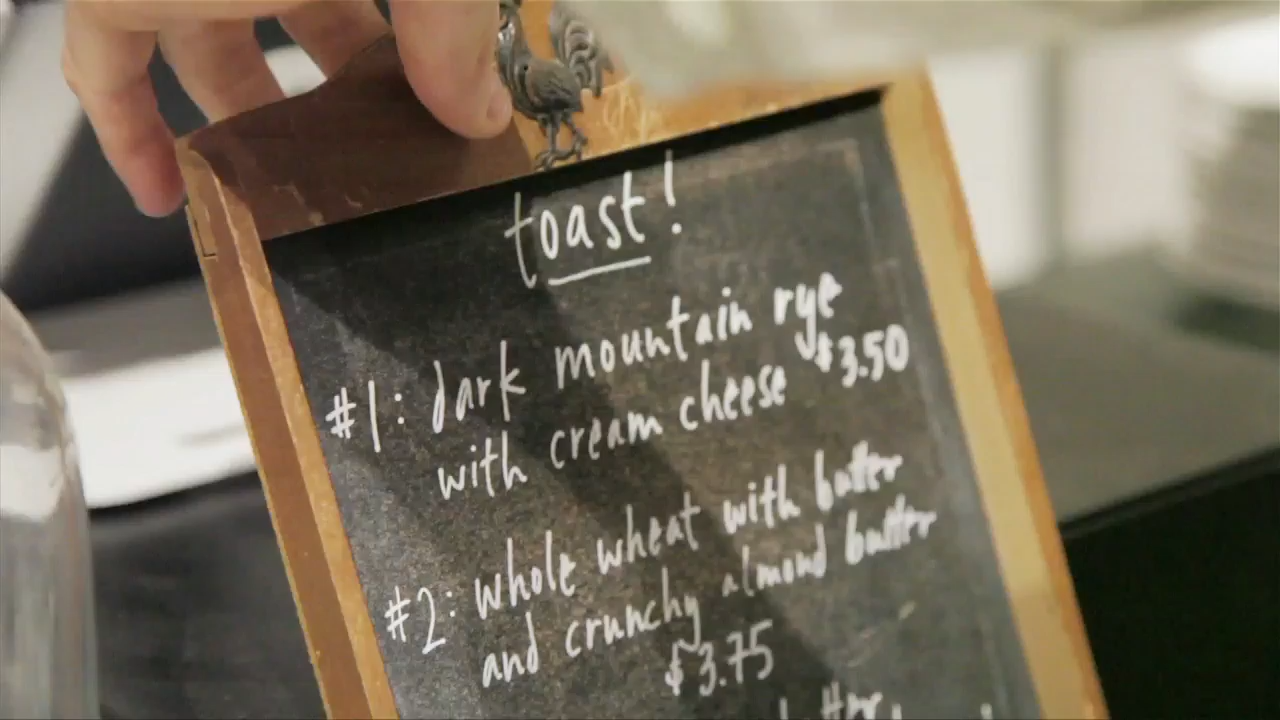 toast!
#1: dark mountain rye
with cream cheese $3.50
#2: whole wheat with butter
and crunchy almond butter
$3.75